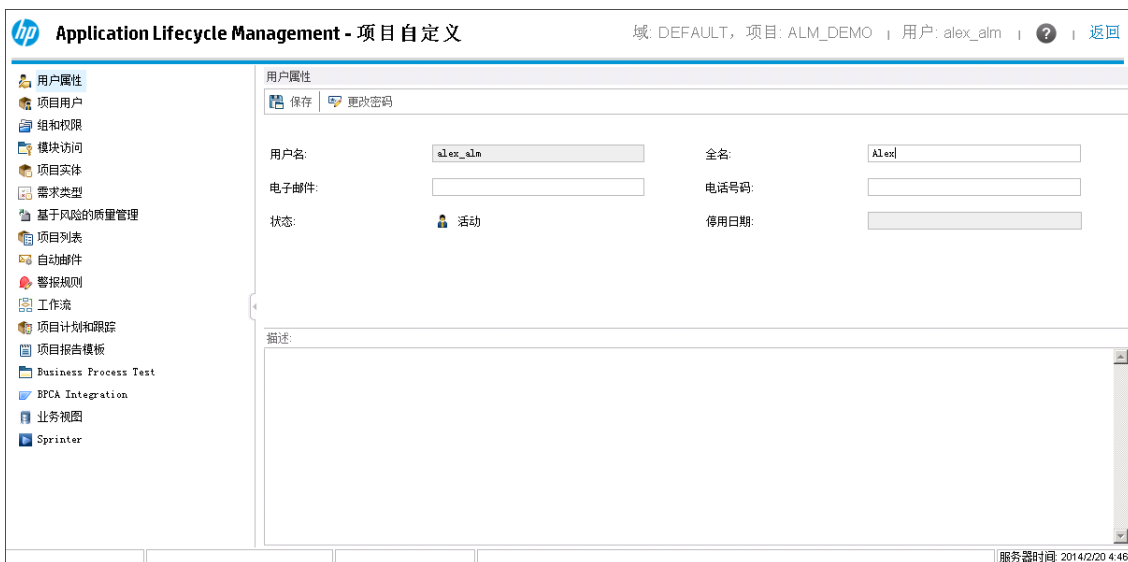 hp Application Lifecycle Management - 项目自定义 域: DEFAULT，项目: ALM_DEMO | 用户: alex_alm | ? | 返回
用户属性
项目用户
组和权限
模块访问
项目实体
需求类型
基于风险的质量管理
项目列表
自动邮件
警报规则
工作流
项目计划和跟踪
项目报告模板
Business Process Test
BPCA Integration
业务视图
Sprinter
用户属性
保存 更改密码
用户名: alex_alm 全名: Alex
电子邮件: 电话号码:
状态: 活动 停用日期:
描述:
服务器时间: 2014/2/20 4:46